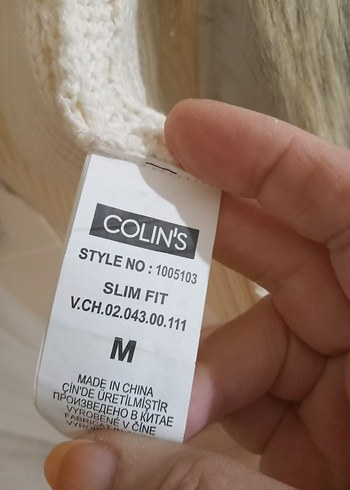 COLIN'S
STYLE NO : 1005103
SLIM FIT
V.CH.02.043.00.111
M
MADE IN CHINA
ÇİN'DE ÜRETİLMİŞTİR
ПРОИЗВЕДЕНО В КИТАЕ
VYROBENÉ V ČÍNE